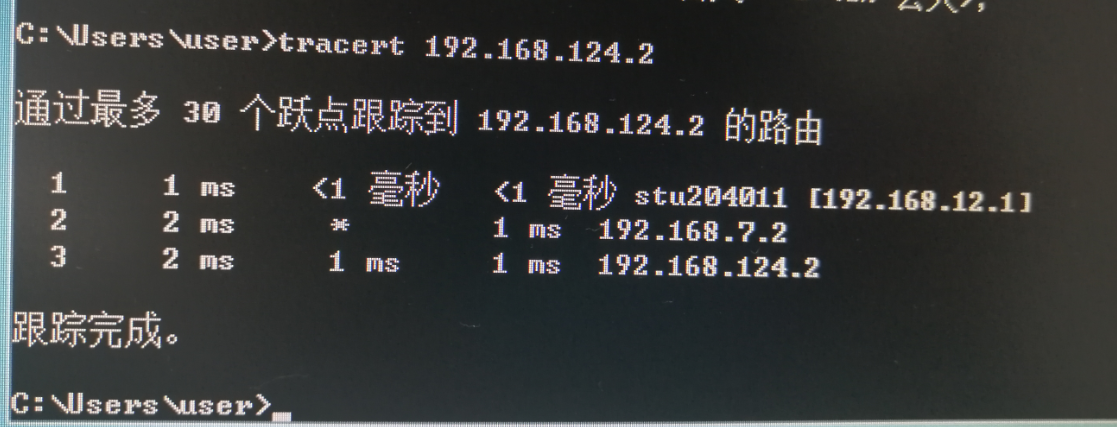 C:\Users\user>tracert 192.168.124.2
通过最多 30 个跃点跟踪到 192.168.124.2 的路由
1 1 ms <1 毫秒 <1 毫秒 stu204011 [192.168.12.1]
2 2 ms * 1 ms 192.168.7.2
3 2 ms 1 ms 1 ms 192.168.124.2
跟踪完成。
C:\Users\user>